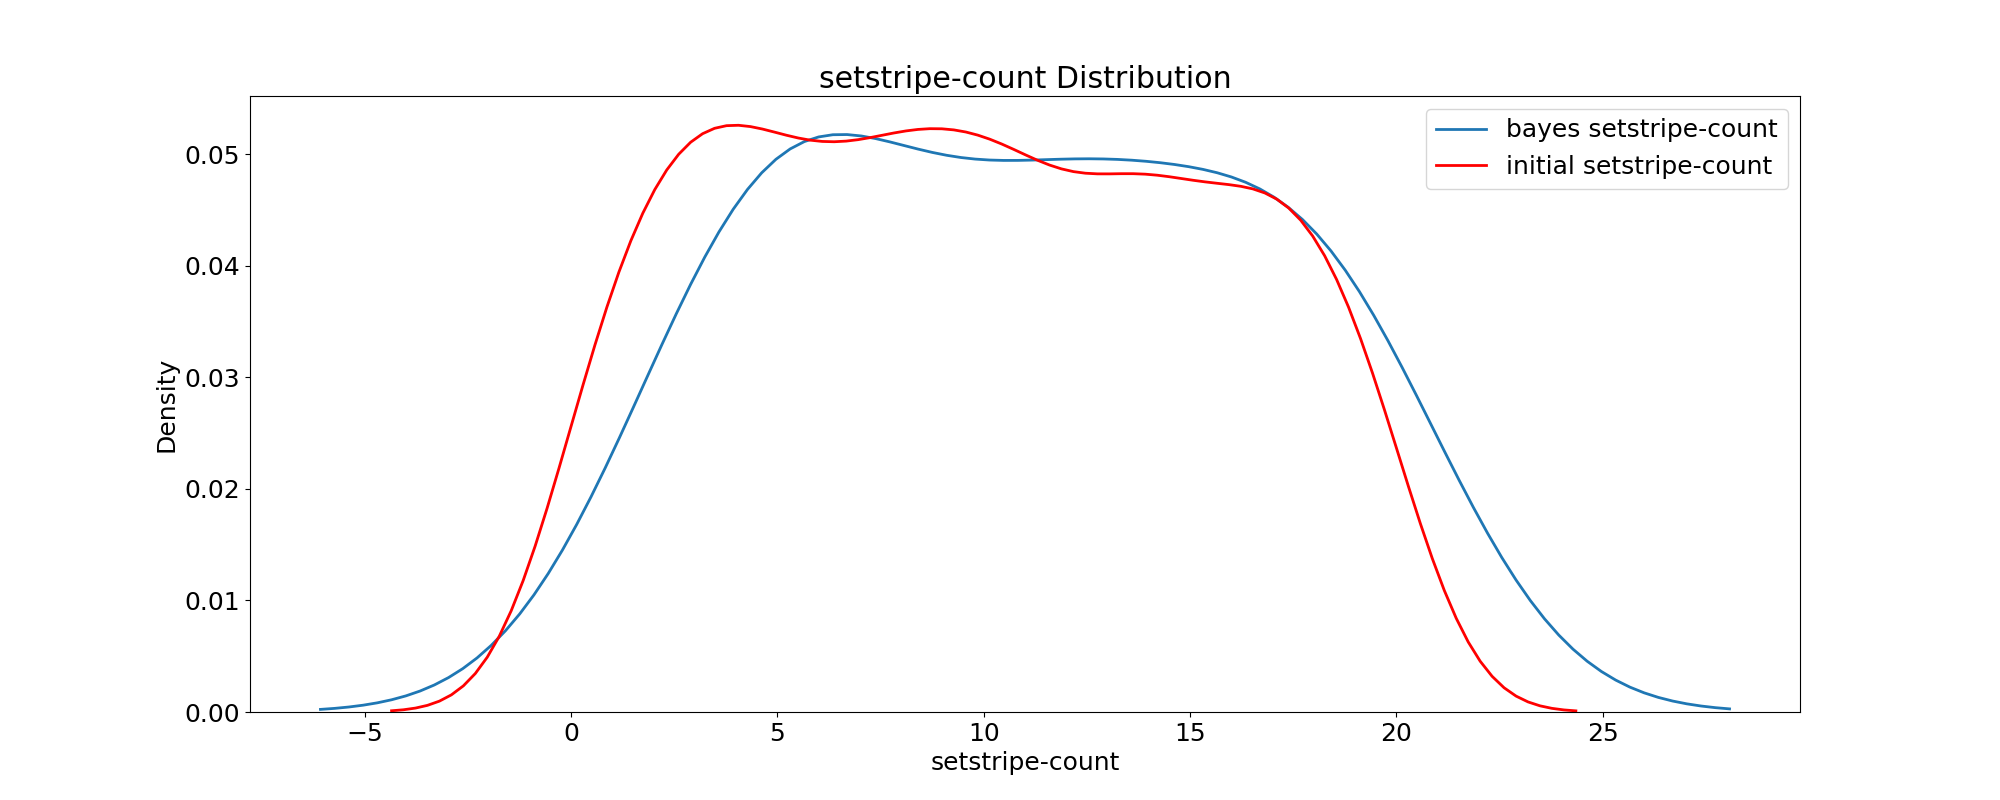 setstripe-count Distribution
bayes setstripe-count
initial setstripe-count
Density
0.05
0.04
0.03
0.02
0.01
0.00
−5 0 5 10 15 20 25
setstripe-count